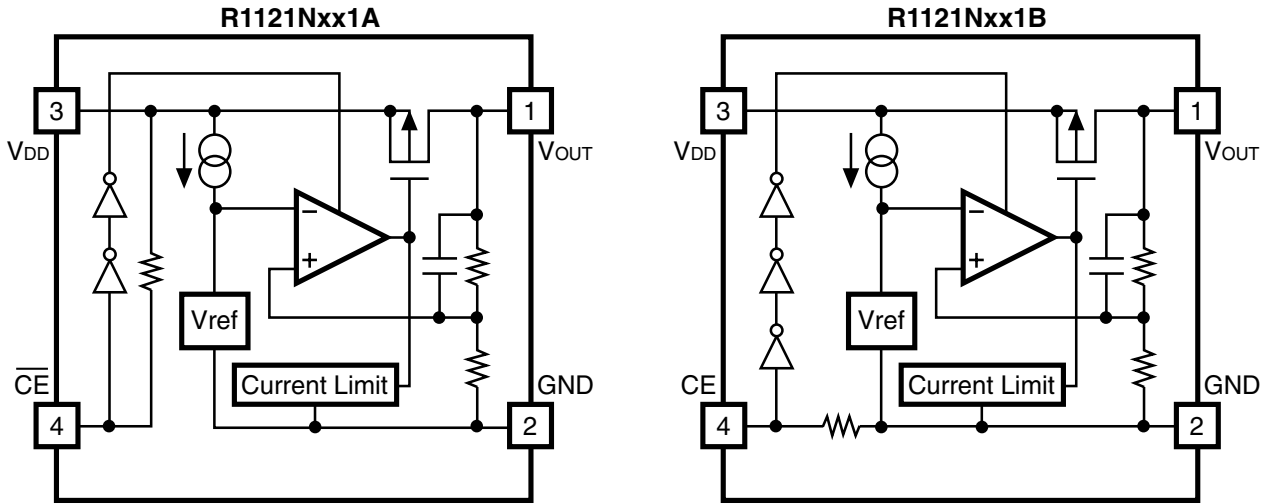 R1121Nxx1A
3
VDD
1
VOUT
−
+
Vref
Current Limit
C̅E̅
4
GND
2
R1121Nxx1B
3
VDD
1
VOUT
−
+
Vref
Current Limit
CE
4
GND
2